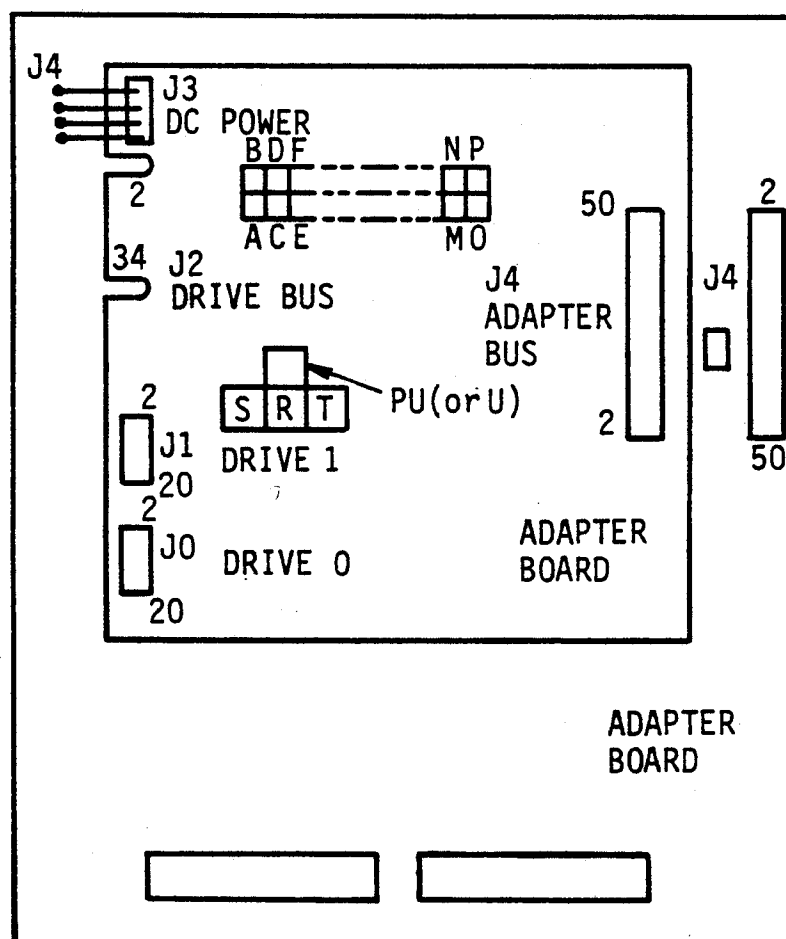 J4
J3
DC POWER
B D F
N P
2
A C E
M O
50
2
34
J2
DRIVE BUS
J4
ADAPTER
BUS
J4
2
50
PU(or U)
S R T
2
J1
20
DRIVE 1
2
J0
20
DRIVE 0
ADAPTER
BOARD
ADAPTER
BOARD